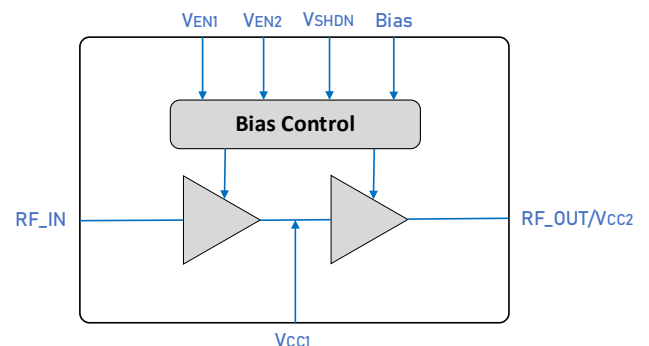 VEN1 VEN2 VSHDN Bias
Bias Control
RF_IN
RF_OUT/VCC2
VCC1